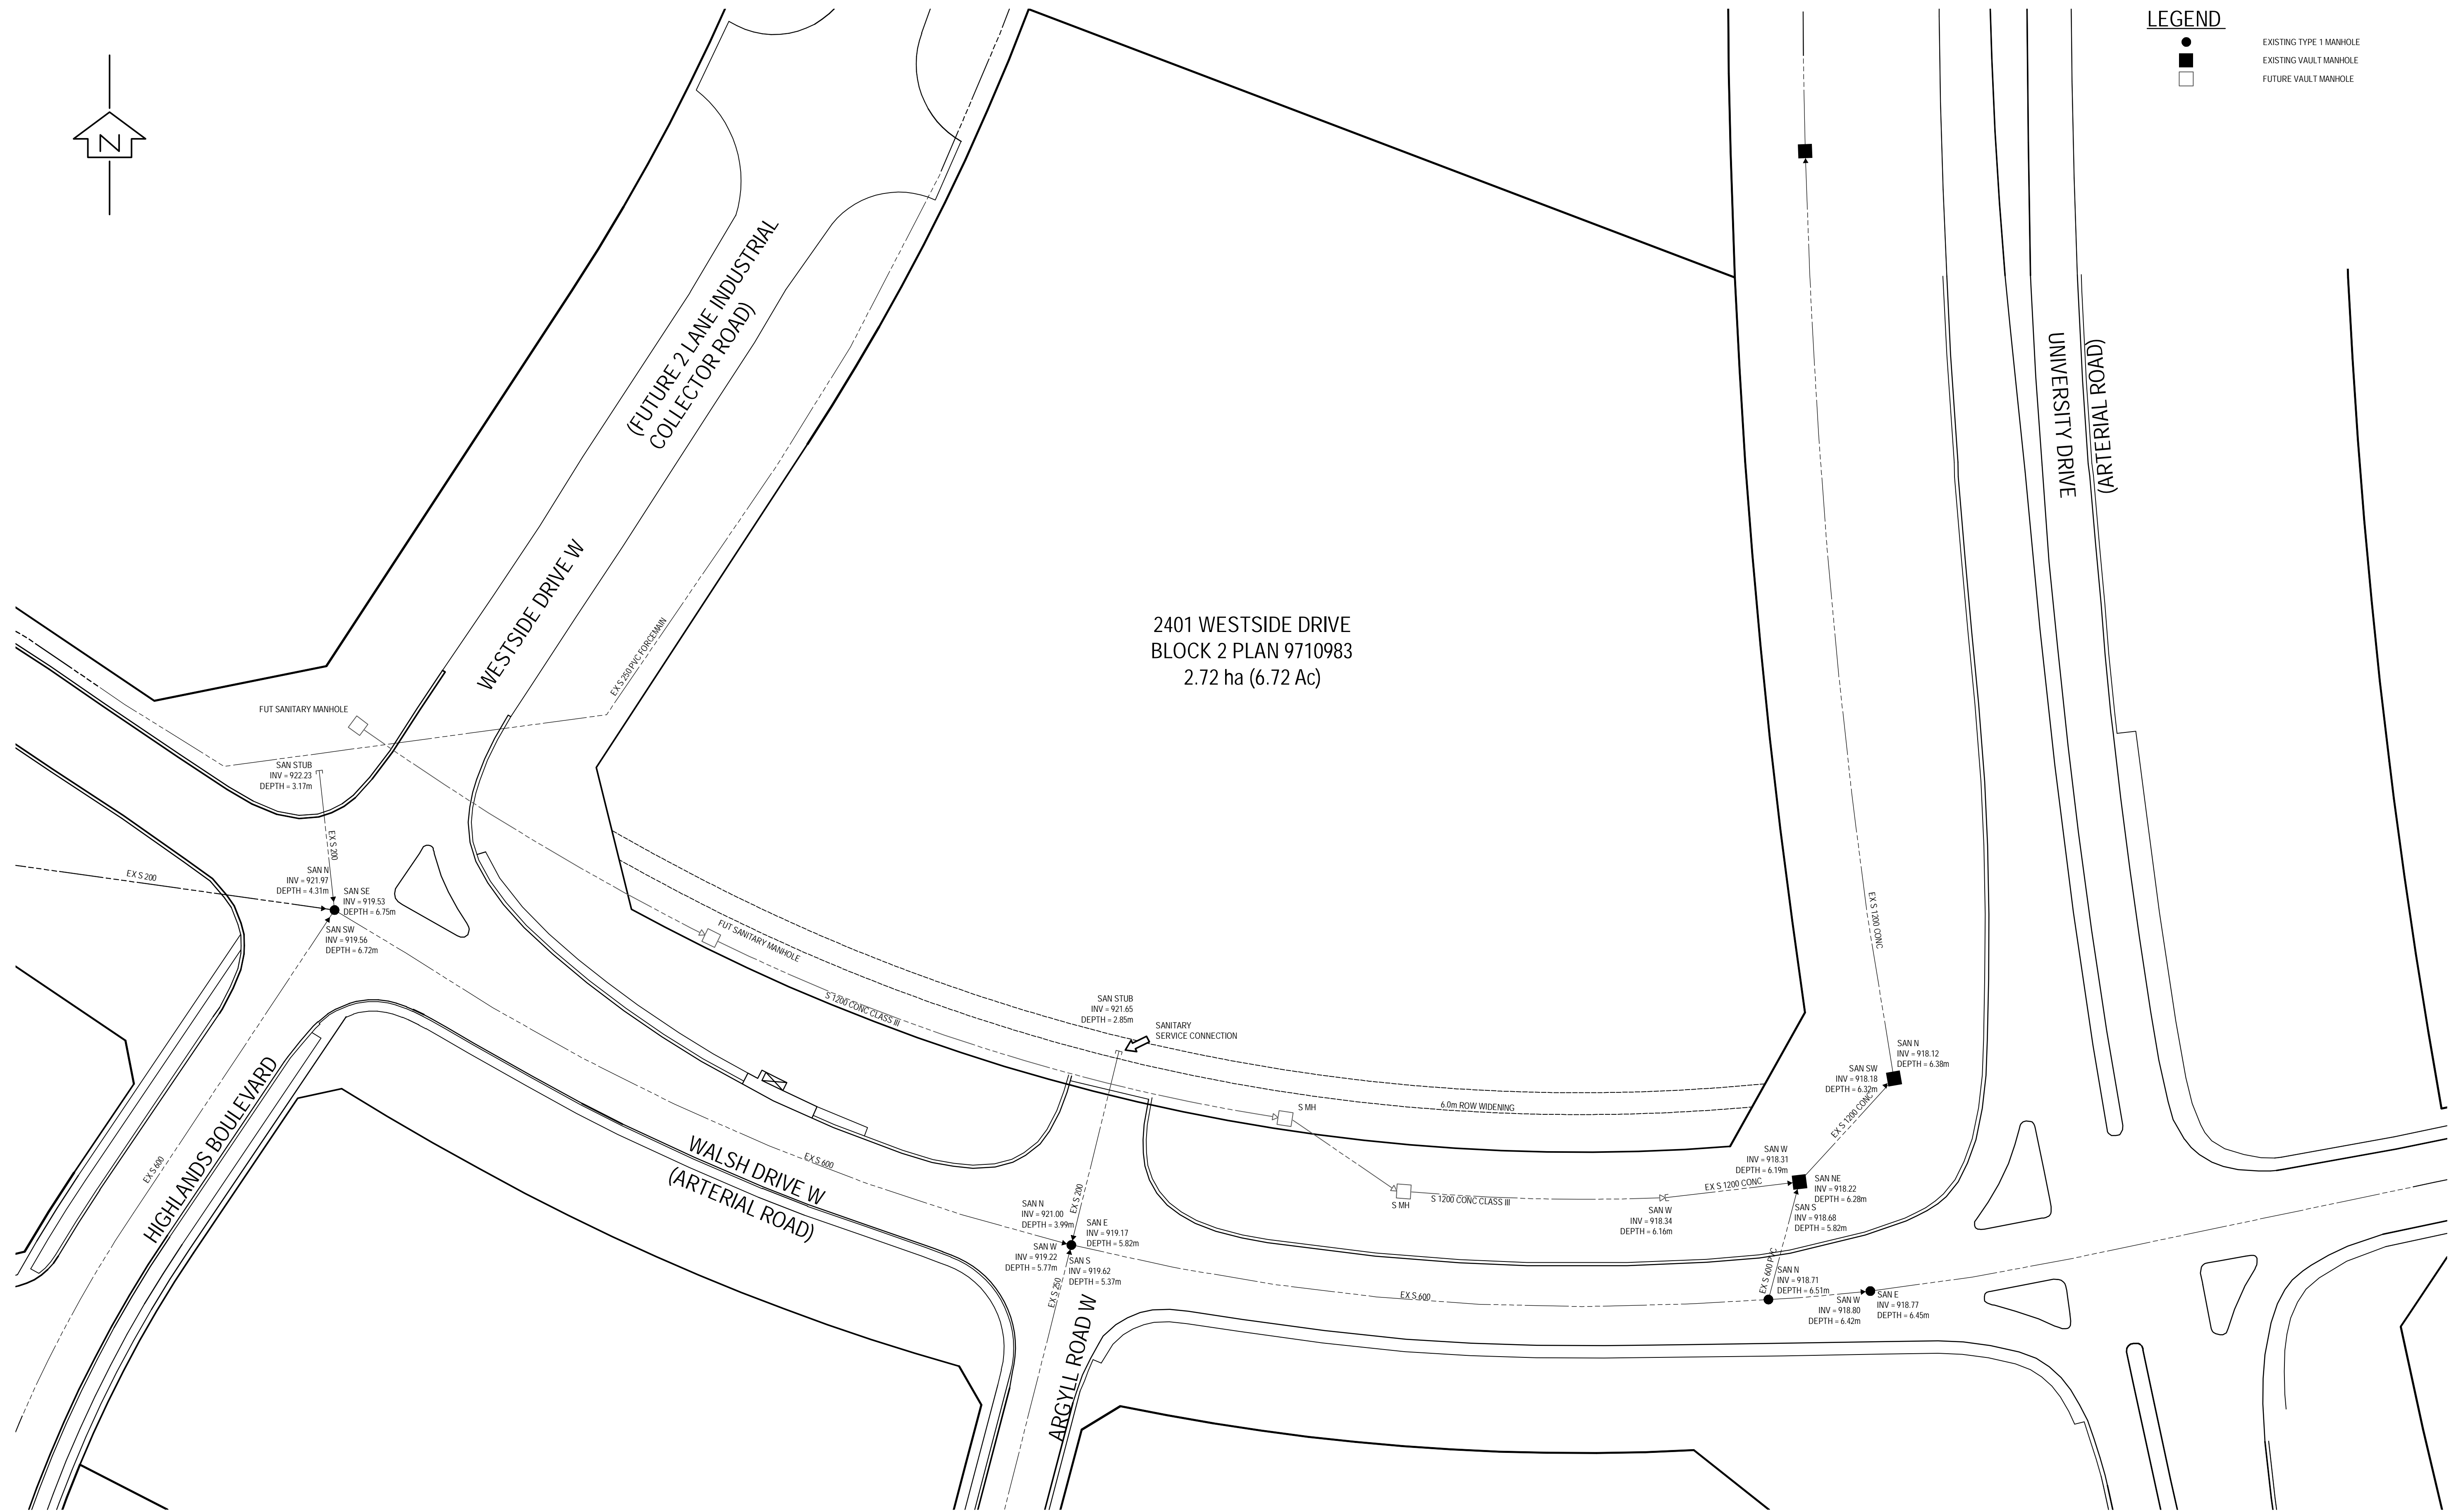 LEGEND
EXISTING TYPE 1 MANHOLE
EXISTING VAULT MANHOLE
FUTURE VAULT MANHOLE
N
(FUTURE 2 LANE INDUSTRIAL
COLLECTOR ROAD)
WESTSIDE DRIVE W
UNIVERSITY DRIVE
(ARTERIAL ROAD)
2401 WESTSIDE DRIVE
BLOCK 2 PLAN 9710983
2.72 ha (6.72 Ac)
EX S 250 PVC FORCEMAIN
FUT SANITARY MANHOLE
SAN STUB
INV = 922.23
DEPTH = 3.17m
EX S 200
EX S 200
SAN N
INV = 921.97
DEPTH = 4.31m
SAN SE
INV = 919.53
DEPTH = 6.75m
SAN SW
INV = 919.56
DEPTH = 6.72m
FUT SANITARY MANHOLE
S 1200 CONC CLASS III
SAN STUB
INV = 921.65
DEPTH = 2.85m
SANITARY
SERVICE CONNECTION
EX S 1200 CONC
SAN N
INV = 918.12
DEPTH = 6.38m
SAN SW
INV = 918.18
DEPTH = 6.32m
6.0m ROW WIDENING
S MH
EX S 1200 CONC
SAN W
INV = 918.31
DEPTH = 6.19m
EX S 1200 CONC
SAN NE
INV = 918.22
DEPTH = 6.28m
SAN S
INV = 918.68
DEPTH = 5.82m
S MH
S 1200 CONC CLASS III
SAN W
INV = 918.34
DEPTH = 6.16m
HIGHLANDS BOULEVARD
EX S 600
WALSH DRIVE W
(ARTERIAL ROAD)
EX S 600
EX S 200
SAN N
INV = 921.00
DEPTH = 3.99m
SAN E
INV = 919.17
DEPTH = 5.82m
SAN W
INV = 919.22
DEPTH = 5.77m
SAN S
INV = 919.62
DEPTH = 5.37m
EX S 250
ARGYLL ROAD W
EX S 600
EX S 600 PVC
SAN N
INV = 918.71
DEPTH = 6.51m
SAN W
INV = 918.80
DEPTH = 6.42m
SAN E
INV = 918.77
DEPTH = 6.45m